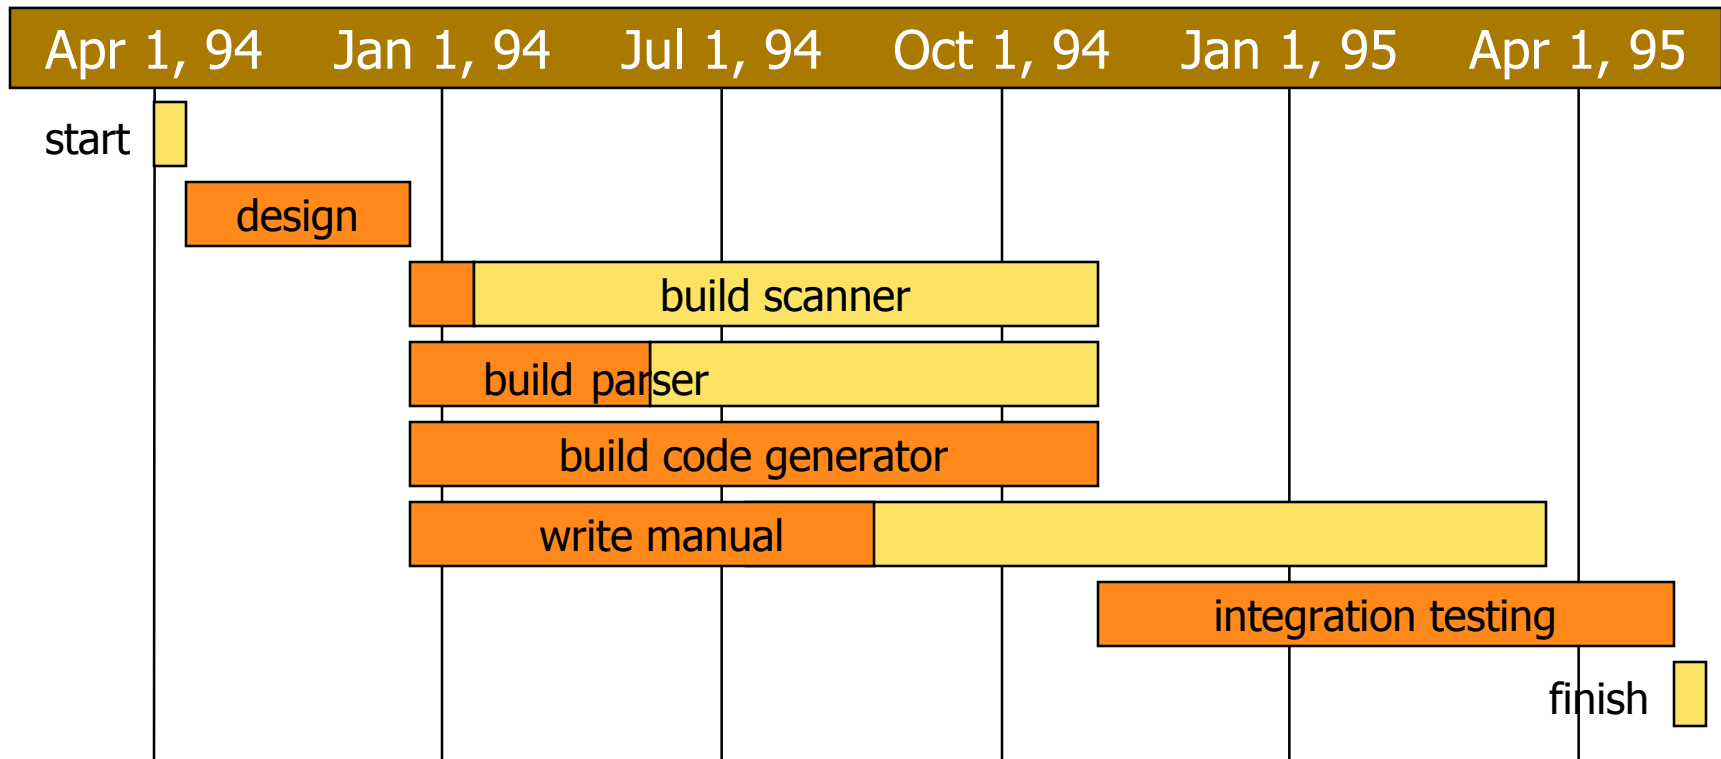 Apr 1, 94 Jan 1, 94 Jul 1, 94 Oct 1, 94 Jan 1, 95 Apr 1, 95
start
design
build scanner
build parser
build code generator
write manual
integration testing
finish